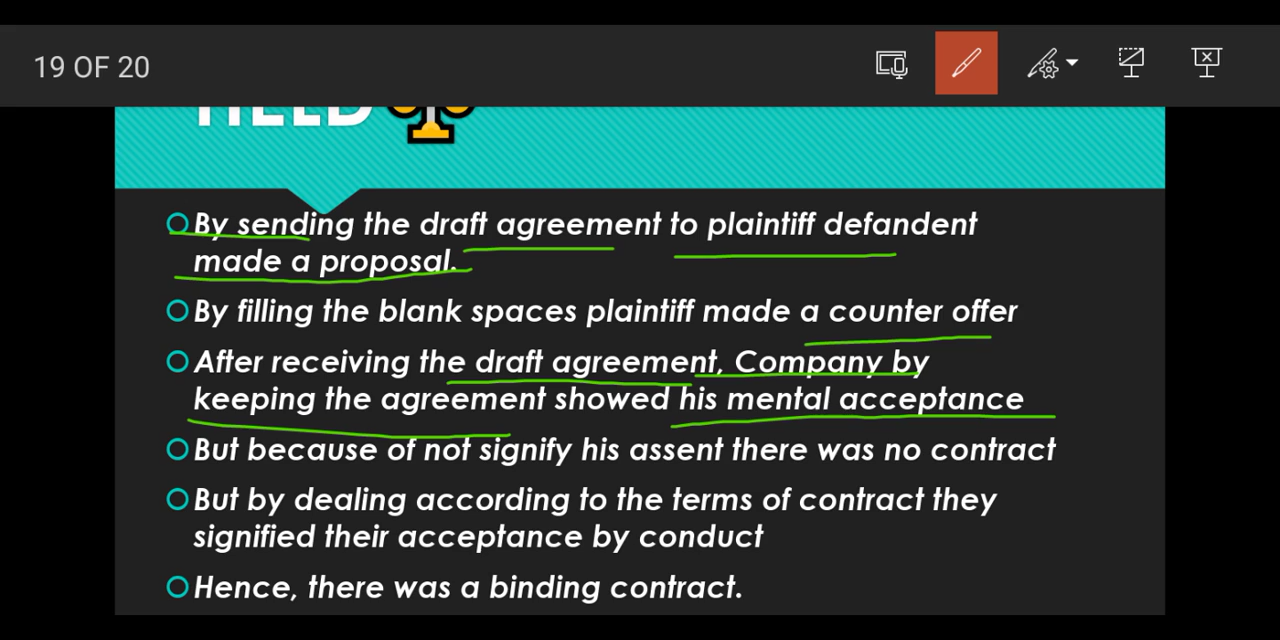 19 OF 20
HELD
By sending the draft agreement to plaintiff defandent
made a proposal.
By filling the blank spaces plaintiff made a counter offer
After receiving the draft agreement, Company by
keeping the agreement showed his mental acceptance
But because of not signify his assent there was no contract
But by dealing according to the terms of contract they
signified their acceptance by conduct
Hence, there was a binding contract.